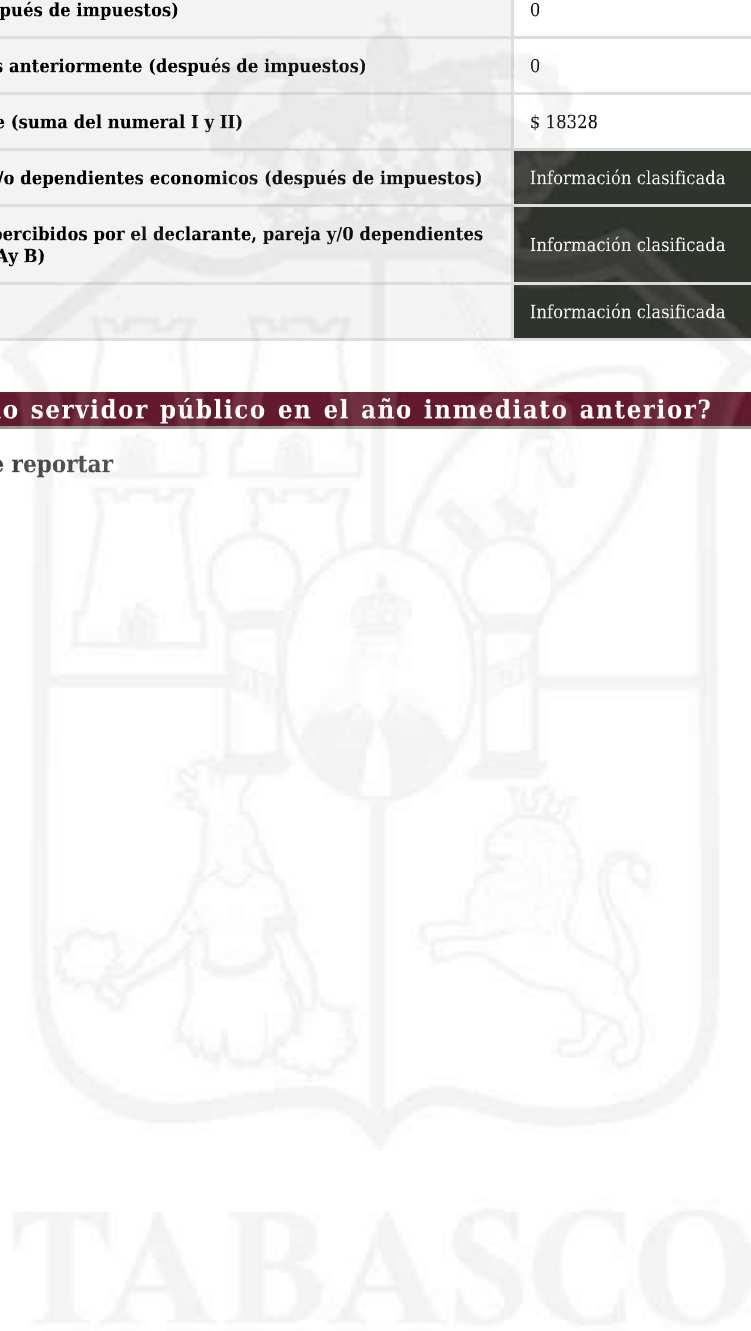 pués de impuestos) 0
s anteriormente (después de impuestos) 0
e (suma del numeral I y II) $ 18328
/o dependientes economicos (después de impuestos) Información clasificada
ercibidos por el declarante, pareja y/0 dependientes
Ay B) Información clasificada
Información clasificada
o servidor público en el año inmediato anterior?
e reportar
TABASCO